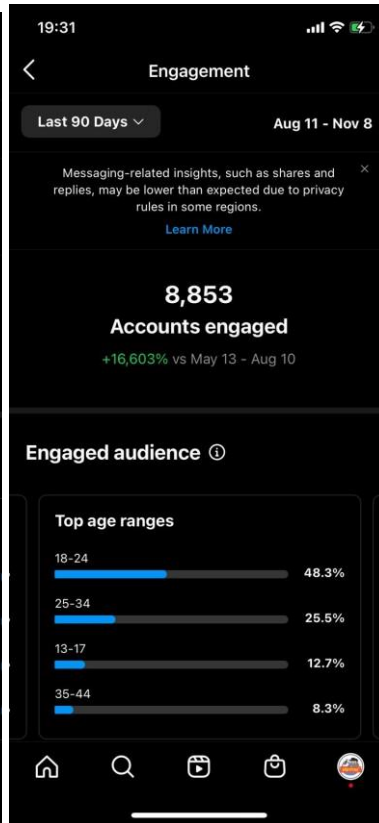 19:31
Engagement
Last 90 Days
Aug 11 - Nov 8
Messaging-related insights, such as shares and
replies, may be lower than expected due to privacy
rules in some regions.
Learn More
8,853
Accounts engaged
+16,603% vs May 13 - Aug 10
Engaged audience
Top age ranges
18-24
48.3%
25-34
25.5%
13-17
12.7%
35-44
8.3%